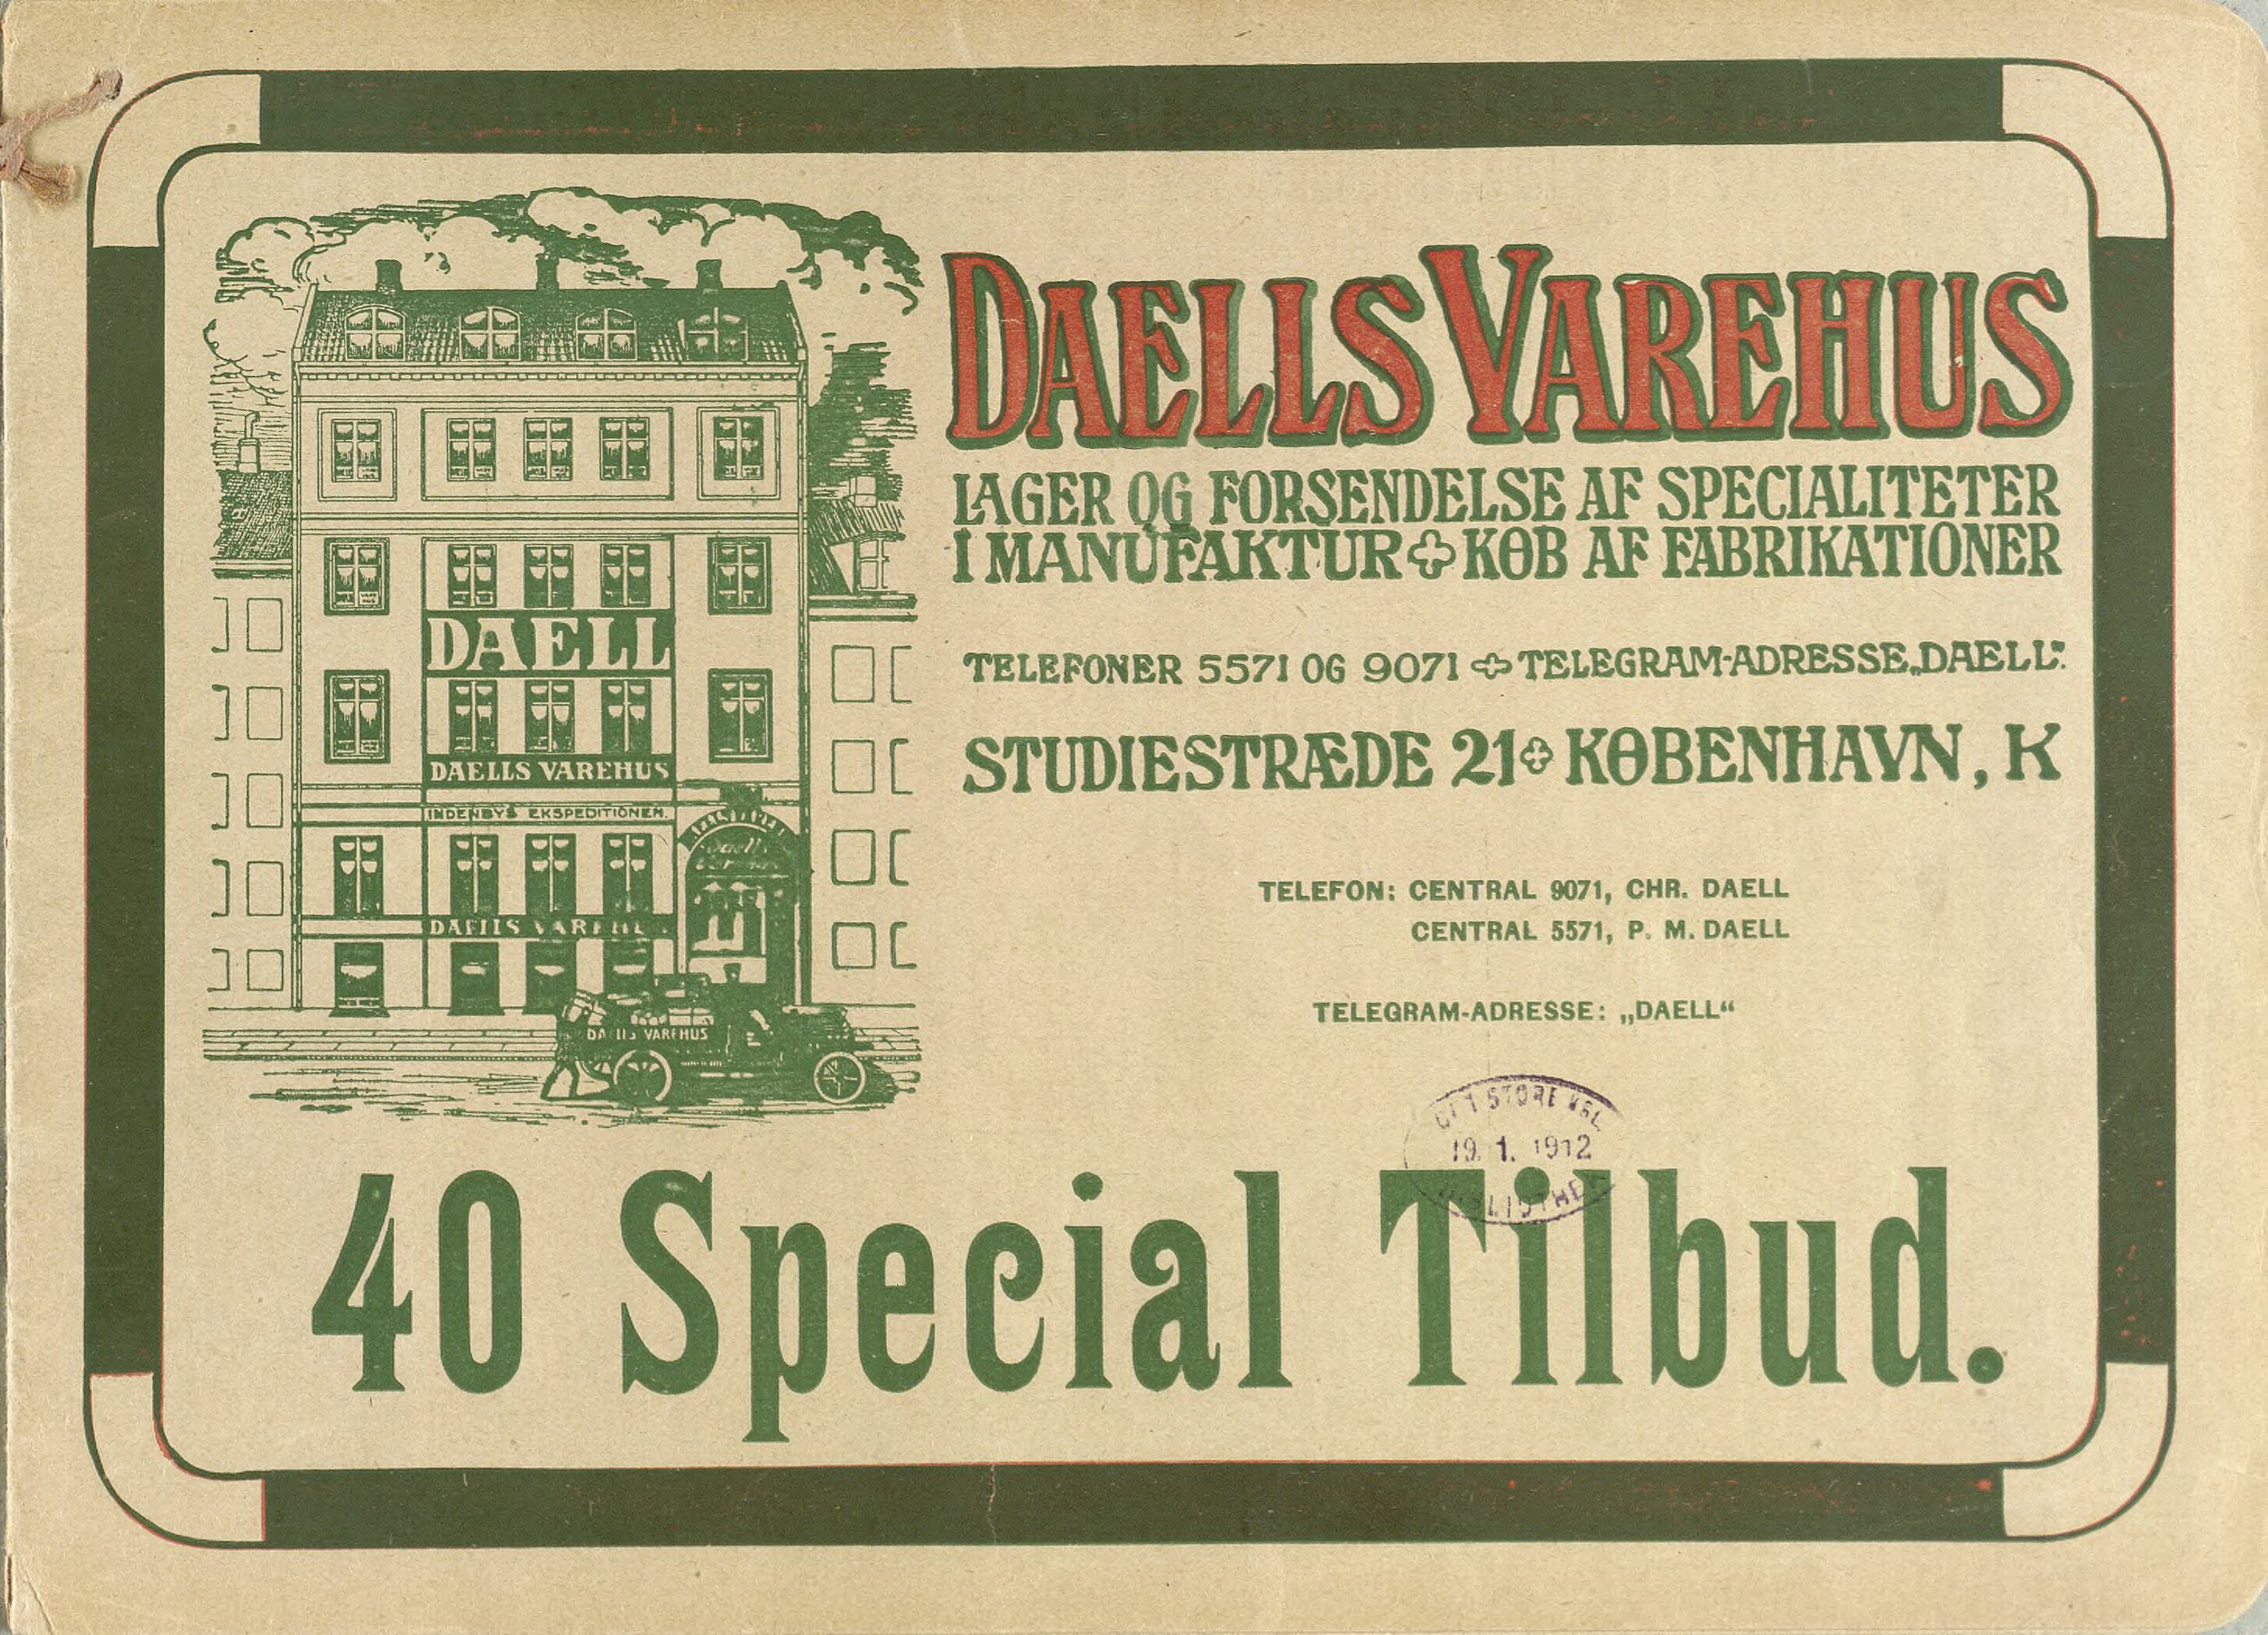 DAELLS VAREHUS
LAGER OG FORSENDELSE AF SPECIALITETER
I MANUFAKTUR KØB AF FABRIKATIONER
TELEFONER 5571 OG 9071 TELEGRAM-ADRESSE „DAELL“.
STUDIESTRÆDE 21 KØBENHAVN, K
TELEFON: CENTRAL 9071, CHR. DAELL
CENTRAL 5571, P. M. DAELL
TELEGRAM-ADRESSE: „DAELL“
DAELL
DAELLS VAREHUS
INDENBYS EKSPEDITIONEN.
DAELLS VAREHUS
DAELLS VAREHUS
19. 1. 1912
40 Special Tilbud.